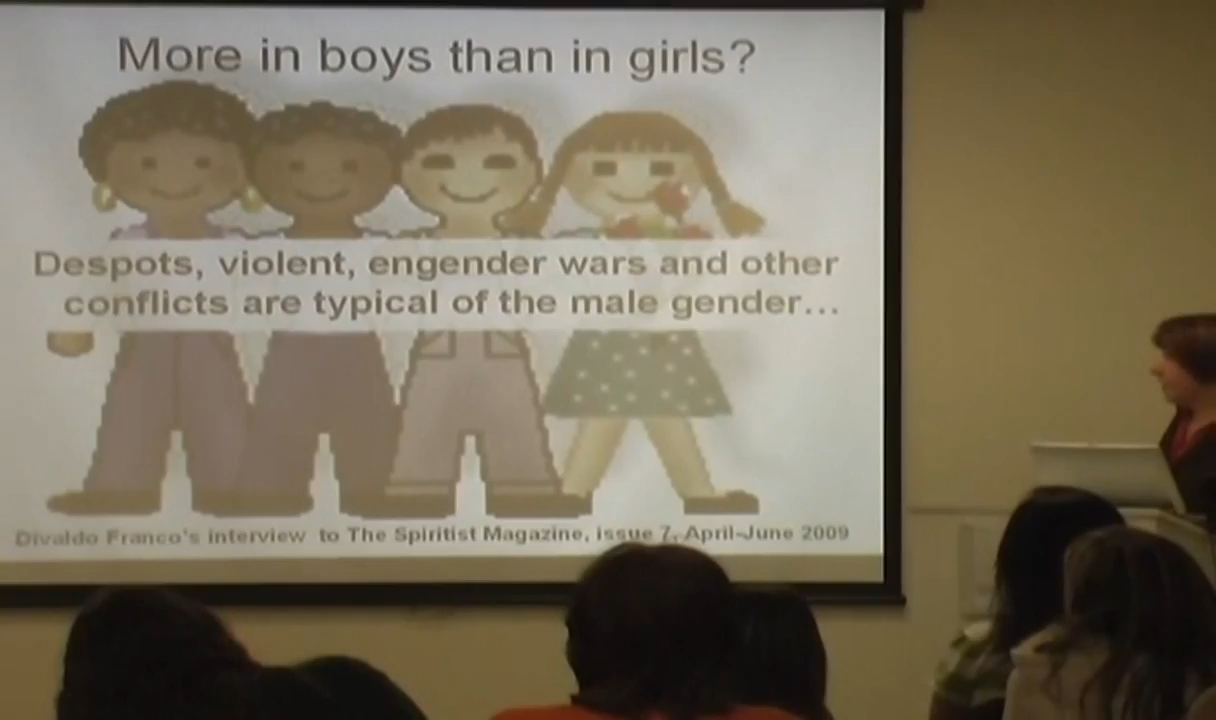 More in boys than in girls?
Despots, violent, engender wars and other
conflicts are typical of the male gender...
Divaldo Franco's interview to The Spiritist Magazine, issue 7, April-June 2009